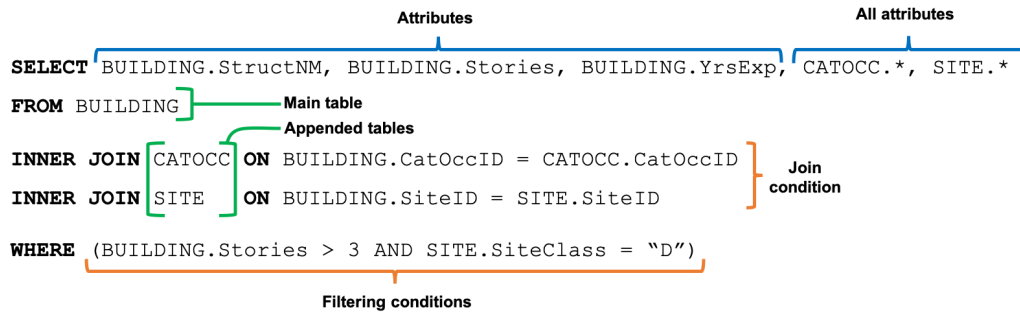 Attributes
All attributes
SELECT BUILDING.StructNM, BUILDING.Stories, BUILDING.YrsExp, CATOCC.*, SITE.*
FROM BUILDING
Main table
Appended tables
INNER JOIN CATOCC ON BUILDING.CatOccID = CATOCC.CatOccID
INNER JOIN SITE ON BUILDING.SiteID = SITE.SiteID
Join
condition
WHERE (BUILDING.Stories > 3 AND SITE.SiteClass = “D”)
Filtering conditions